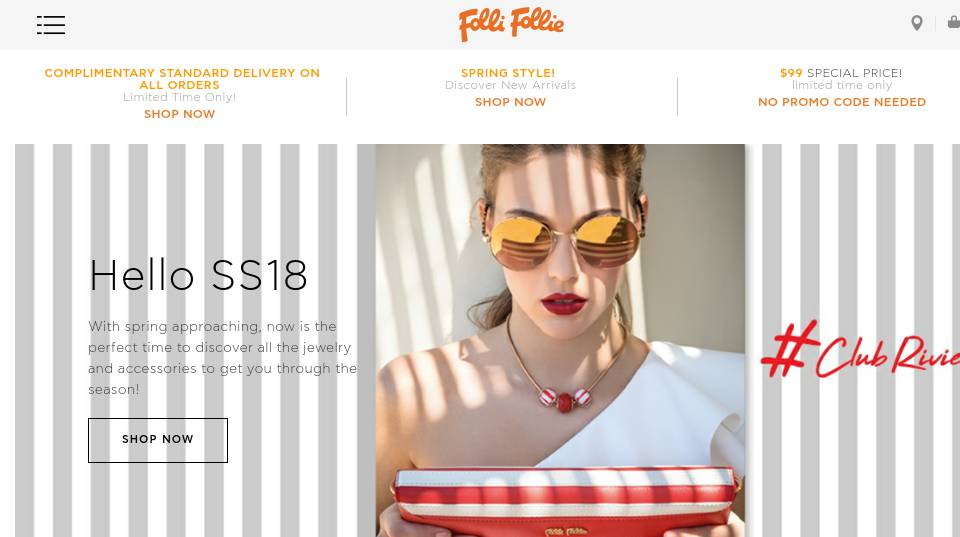 Folli Follie
COMPLIMENTARY STANDARD DELIVERY ON
ALL ORDERS
Limited Time Only!
SHOP NOW
SPRING STYLE!
Discover New Arrivals
SHOP NOW
$99 SPECIAL PRICE!
limited time only
NO PROMO CODE NEEDED
Hello SS18
With spring approaching, now is the
perfect time to discover all the jewelry
and accessories to get you through the
season!
SHOP NOW
#Club Rivie
Folli Follie